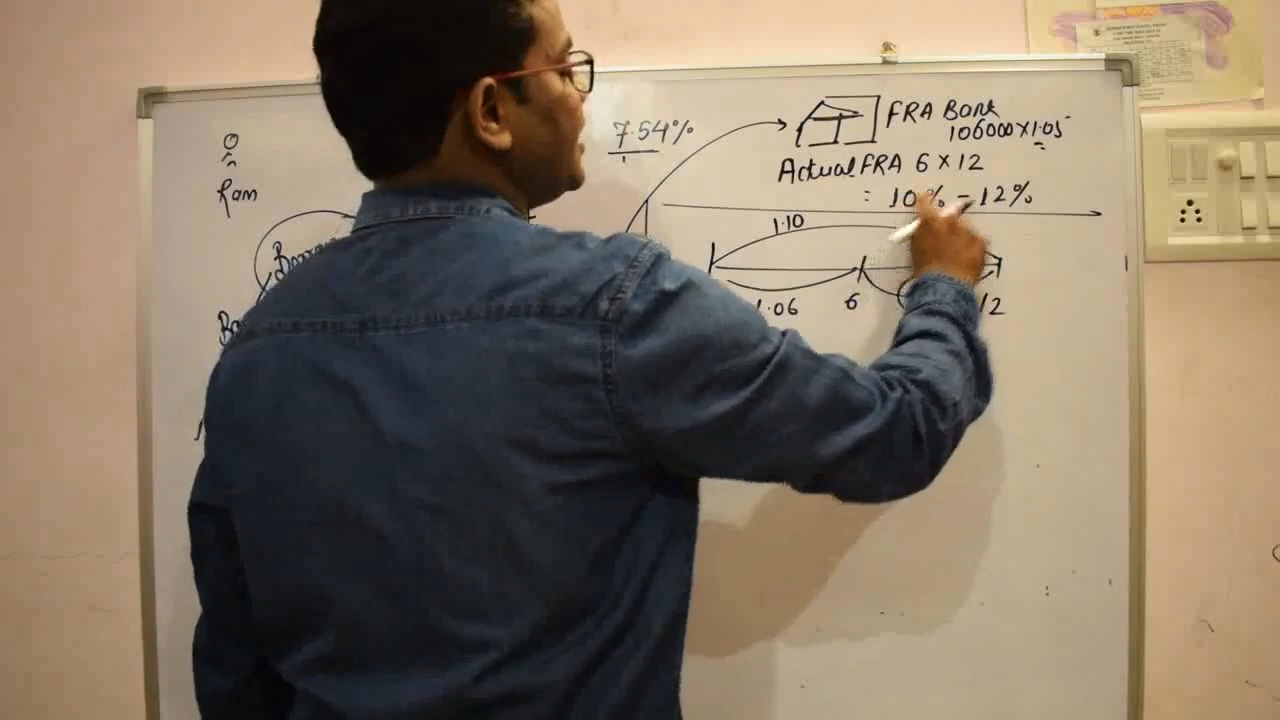 Ram
7.54%
FRA Bank
106000 X 1.05
Actual FRA 6 X 12
= 10% - 12%
1.10
1.06
6
12